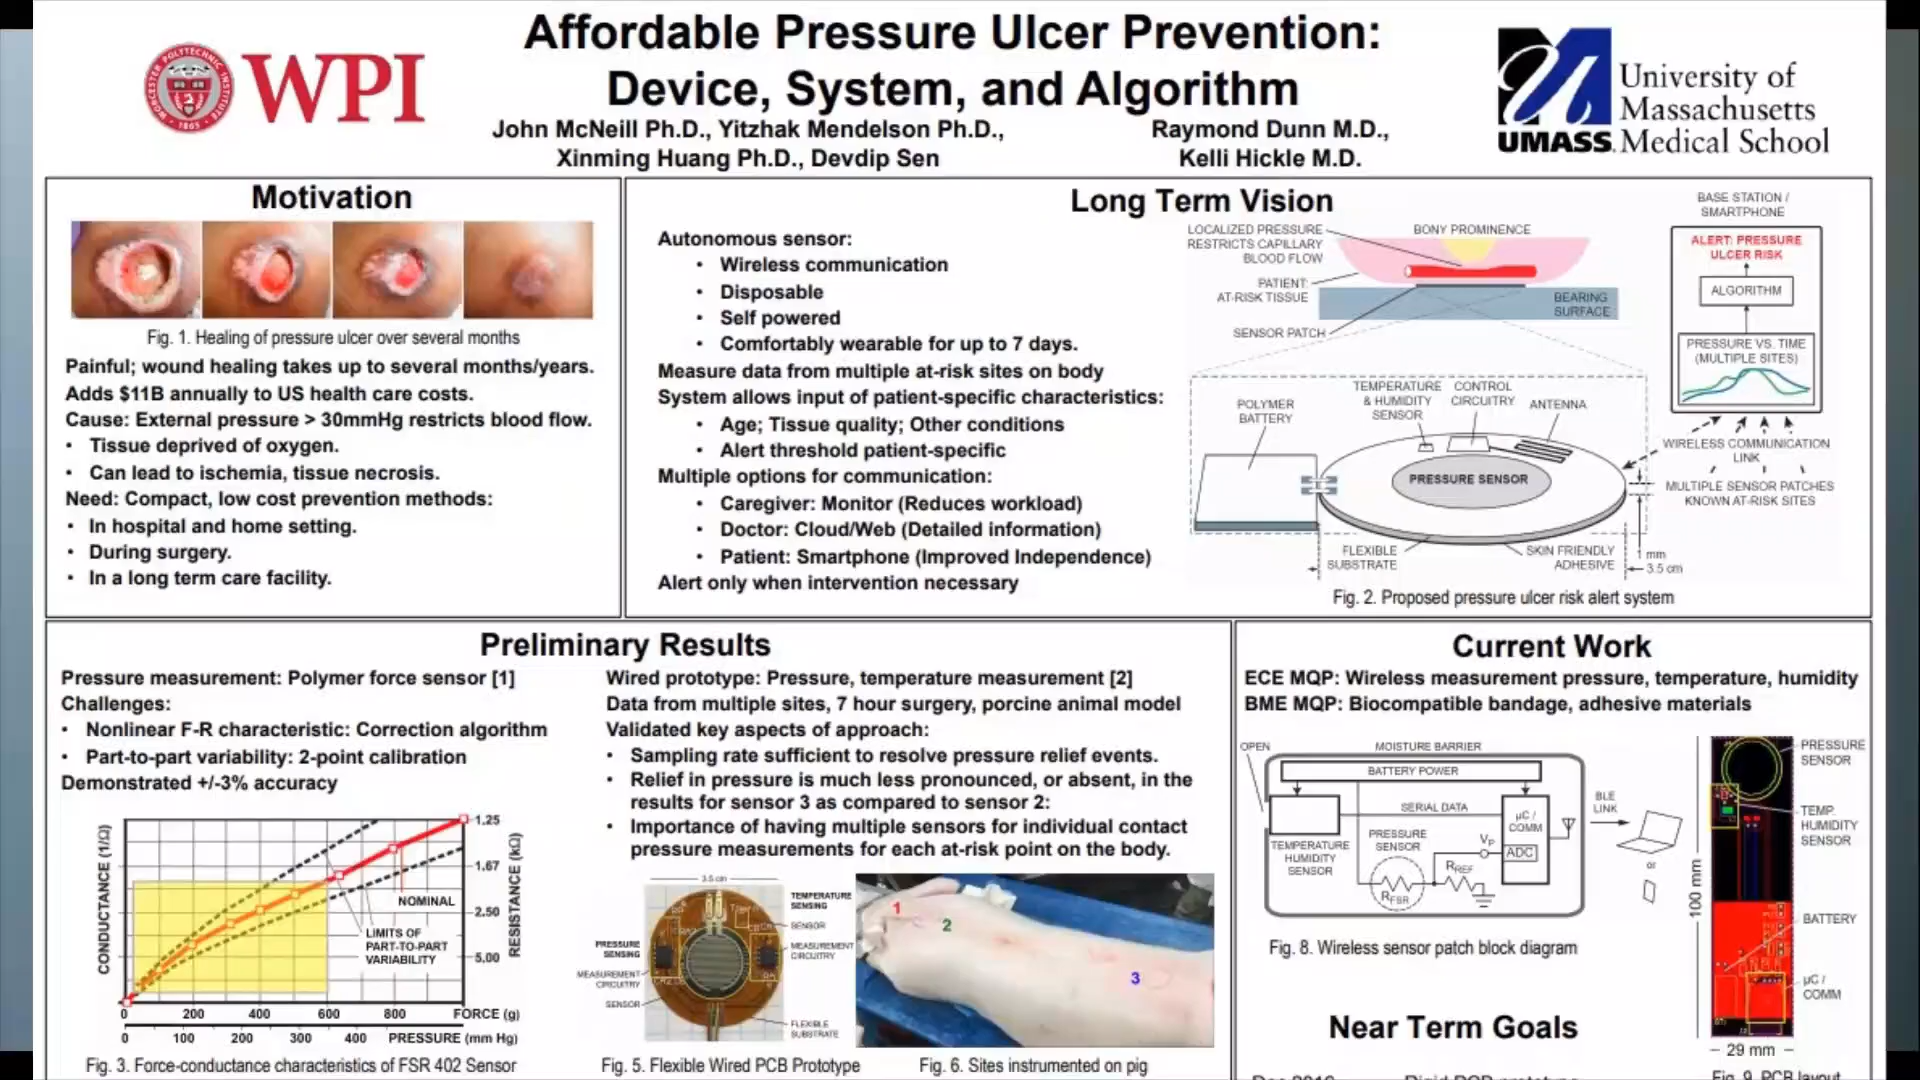 WPI
Affordable Pressure Ulcer Prevention:
Device, System, and Algorithm
John McNeill Ph.D., Yitzhak Mendelson Ph.D.,
Xinming Huang Ph.D., Devdip Sen
Raymond Dunn M.D.,
Kelli Hickle M.D.
UMASS
University of
Massachusetts
Medical School
Motivation
Fig. 1. Healing of pressure ulcer over several months
Painful; wound healing takes up to several months/years.
Adds $11B annually to US health care costs.
Cause: External pressure > 30mmHg restricts blood flow.
• Tissue deprived of oxygen.
• Can lead to ischemia, tissue necrosis.
Need: Compact, low cost prevention methods:
• In hospital and home setting.
• During surgery.
• In a long term care facility.
Long Term Vision
Autonomous sensor:
• Wireless communication
• Disposable
• Self powered
• Comfortably wearable for up to 7 days.
Measure data from multiple at-risk sites on body
System allows input of patient-specific characteristics:
• Age; Tissue quality; Other conditions
• Alert threshold patient-specific
Multiple options for communication:
• Caregiver: Monitor (Reduces workload)
• Doctor: Cloud/Web (Detailed information)
• Patient: Smartphone (Improved Independence)
Alert only when intervention necessary
LOCALIZED PRESSURE
RESTRICTS CAPILLARY
BLOOD FLOW
BONY PROMINENCE
PATIENT:
AT-RISK TISSUE
BEARING
SURFACE
SENSOR PATCH
BASE STATION /
SMARTPHONE
ALERT: PRESSURE
ULCER RISK
ALGORITHM
PRESSURE VS. TIME
(MULTIPLE SITES)
WIRELESS COMMUNICATION
LINK
MULTIPLE SENSOR PATCHES
KNOWN AT-RISK SITES
POLYMER
BATTERY
TEMPERATURE
& HUMIDITY
SENSOR
CONTROL
CIRCUITRY
ANTENNA
PRESSURE SENSOR
FLEXIBLE
SUBSTRATE
SKIN FRIENDLY
ADHESIVE
1 mm
3.5 cm
Fig. 2. Proposed pressure ulcer risk alert system
Preliminary Results
Pressure measurement: Polymer force sensor [1]
Challenges:
• Nonlinear F-R characteristic: Correction algorithm
• Part-to-part variability: 2-point calibration
Demonstrated +/-3% accuracy
CONDUCTANCE (1/Ω)
RESISTANCE (kΩ)
1.25
1.67
2.50
5.00
NOMINAL
LIMITS OF
PART-TO-PART
VARIABILITY
0 200 400 600 800 FORCE (g)
0 100 200 300 400 PRESSURE (mm Hg)
Fig. 3. Force-conductance characteristics of FSR 402 Sensor
Wired prototype: Pressure, temperature measurement [2]
Data from multiple sites, 7 hour surgery, porcine animal model
Validated key aspects of approach:
• Sampling rate sufficient to resolve pressure relief events.
• Relief in pressure is much less pronounced, or absent, in the
results for sensor 3 as compared to sensor 2:
• Importance of having multiple sensors for individual contact
pressure measurements for each at-risk point on the body.
3.5 cm
TEMPERATURE
SENSING
SENSOR
MEASUREMENT
CIRCUITRY
PRESSURE
SENSING
MEASUREMENT
CIRCUITRY
SENSOR
FLEXIBLE
SUBSTRATE
Fig. 5. Flexible Wired PCB Prototype
1
2
3
Fig. 6. Sites instrumented on pig
Current Work
ECE MQP: Wireless measurement pressure, temperature, humidity
BME MQP: Biocompatible bandage, adhesive materials
OPEN
MOISTURE BARRIER
BATTERY POWER
SERIAL DATA
µC /
COMM
ADC
PRESSURE
SENSOR
VP
RREF
RFSR
TEMPERATURE
HUMIDITY
SENSOR
BLE
LINK
or
Fig. 8. Wireless sensor patch block diagram
PRESSURE
SENSOR
TEMP.
HUMIDITY
SENSOR
BATTERY
µC /
COMM
100 mm
29 mm
Fig. 9. PCB layout
Near Term Goals